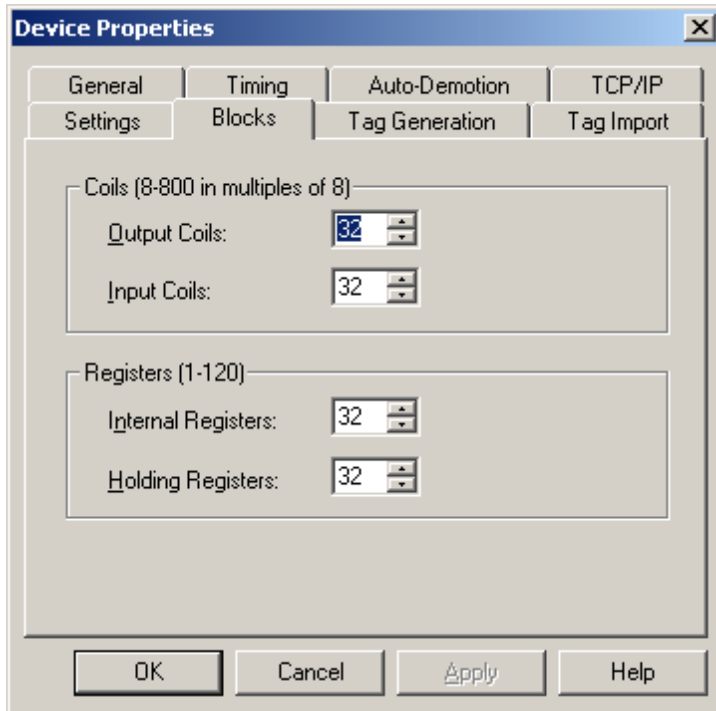 Device Properties
General Timing Auto-Demotion TCP/IP
Settings Blocks Tag Generation Tag Import
Coils (8-800 in multiples of 8)
Output Coils: 32
Input Coils: 32
Registers (1-120)
Internal Registers: 32
Holding Registers: 32
OK Cancel Apply Help